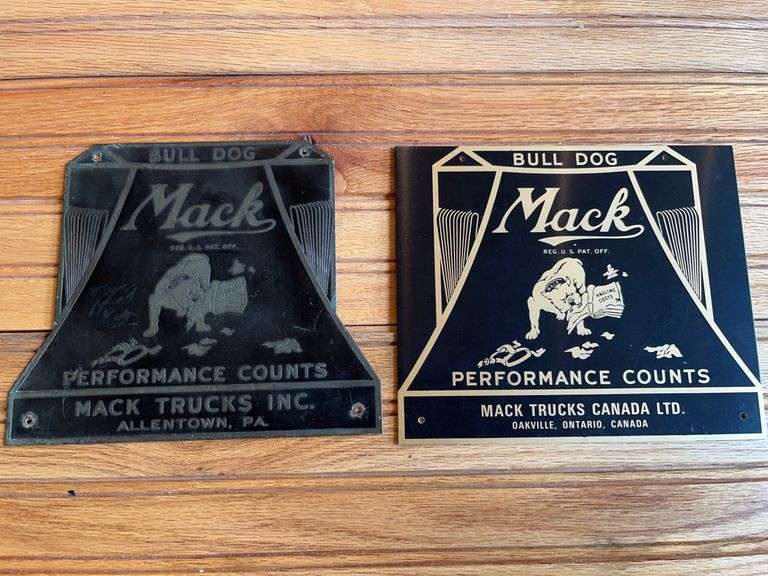 BULL DOG
Mack
REG. U.S. PAT. OFF.
PERFORMANCE COUNTS
MACK TRUCKS INC.
ALLENTOWN, PA.
BULL DOG
Mack
REG. U.S. PAT. OFF.
HAULING
COSTS
PERFORMANCE COUNTS
MACK TRUCKS CANADA LTD.
OAKVILLE, ONTARIO, CANADA